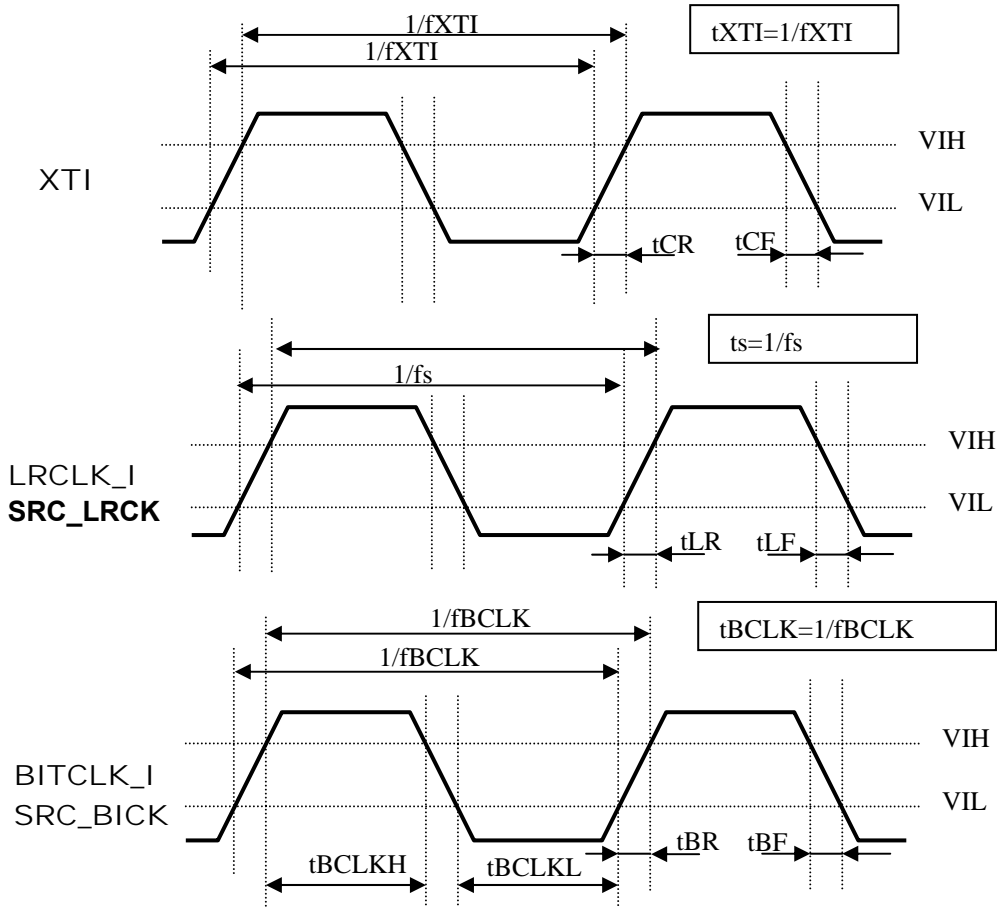 1/fXTI
tXTI=1/fXTI
1/fXTI
VIH
XTI
VIL
tCR
tCF
ts=1/fs
1/fs
VIH
LRCLK_I
SRC_LRCK
VIL
tLR
tLF
1/fBCLK
tBCLK=1/fBCLK
1/fBCLK
VIH
BITCLK_I
VIL
SRC_BICK
tBR
tBF
tBCLKH
tBCLKL